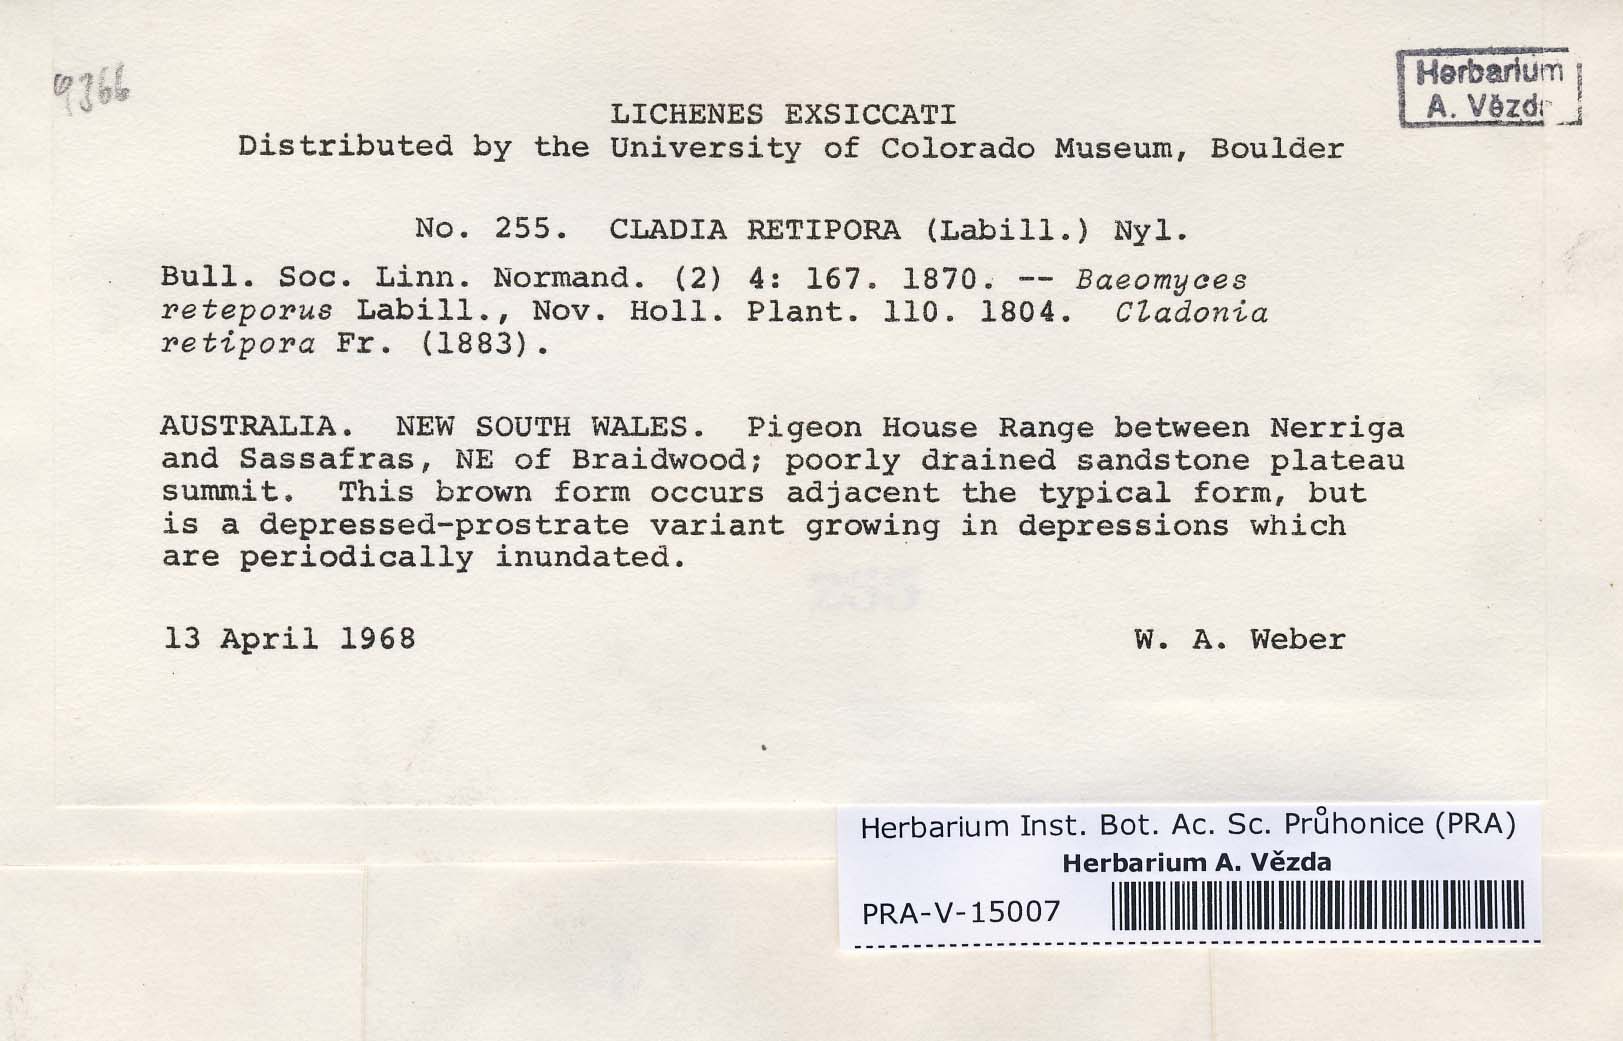 9366
Herbarium
A. Vězda
LICHENES EXSICCATI
Distributed by the University of Colorado Museum, Boulder
No. 255. CLADIA RETIPORA (Labill.) Nyl.
Bull. Soc. Linn. Normand. (2) 4: 167. 1870. -- Baeomyces
reteporus Labill., Nov. Holl. Plant. 110. 1804. Cladonia
retipora Fr. (1883).
AUSTRALIA. NEW SOUTH WALES. Pigeon House Range between Nerriga
and Sassafras, NE of Braidwood; poorly drained sandstone plateau
summit. This brown form occurs adjacent the typical form, but
is a depressed-prostrate variant growing in depressions which
are periodically inundated.
13 April 1968 W. A. Weber
Herbarium Inst. Bot. Ac. Sc. Průhonice (PRA)
Herbarium A. Vězda
PRA-V-15007